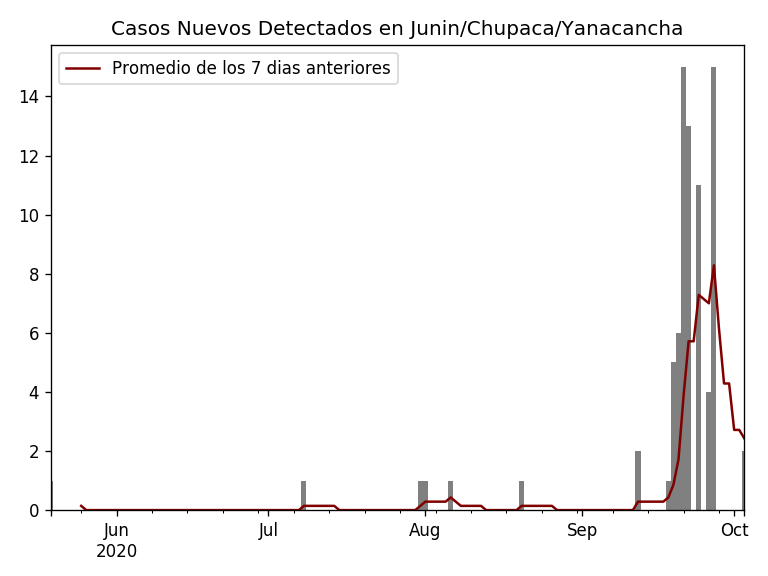 Casos Nuevos Detectados en Junin/Chupaca/Yanacancha
Promedio de los 7 dias anteriores
14
12
10
8
6
4
2
0
Jun
2020
Jul
Aug
Sep
Oct